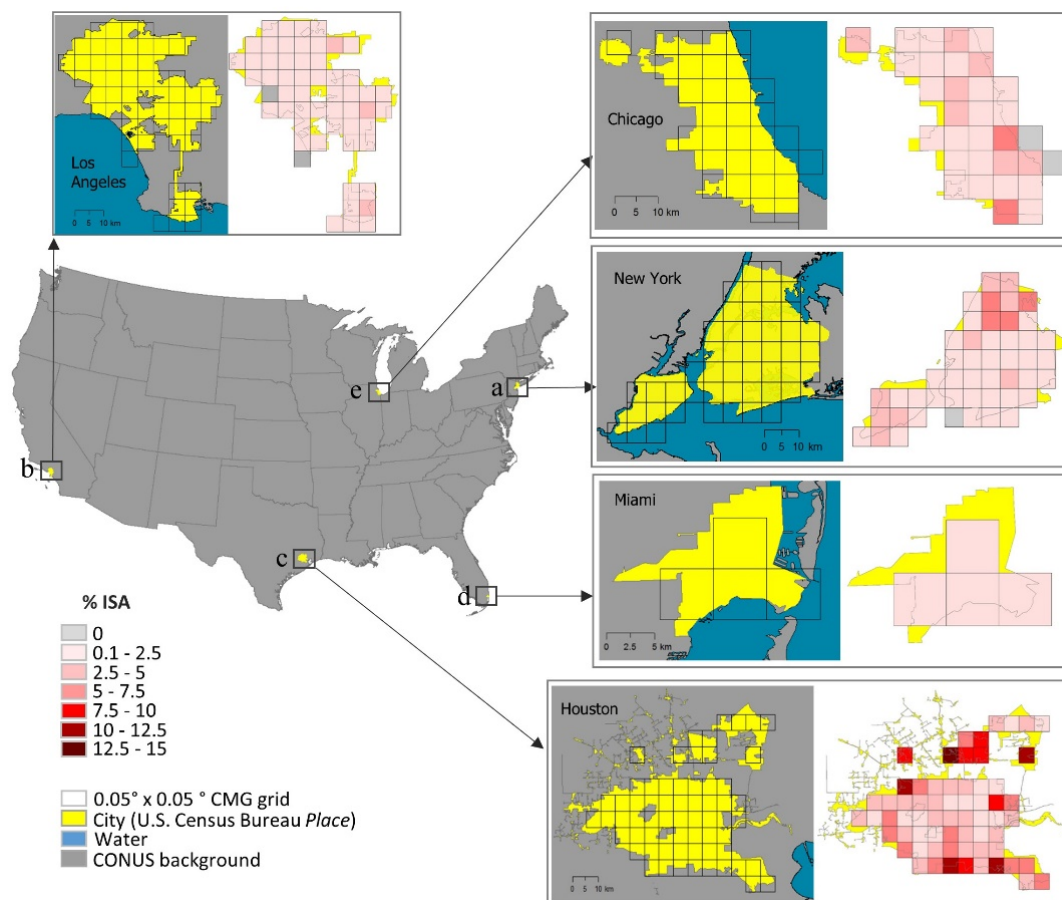 Los
Angeles
0 5 10 km
Chicago
0 5 10 km
New York
0 5 10 km
e
a
b
c
d
Miami
0 2.5 5 km
% ISA
0
0.1 - 2.5
2.5 - 5
5 - 7.5
7.5 - 10
10 - 12.5
12.5 - 15
Houston
0 5 10 km
0.05° x 0.05 ° CMG grid
City (U.S. Census Bureau Place)
Water
CONUS background